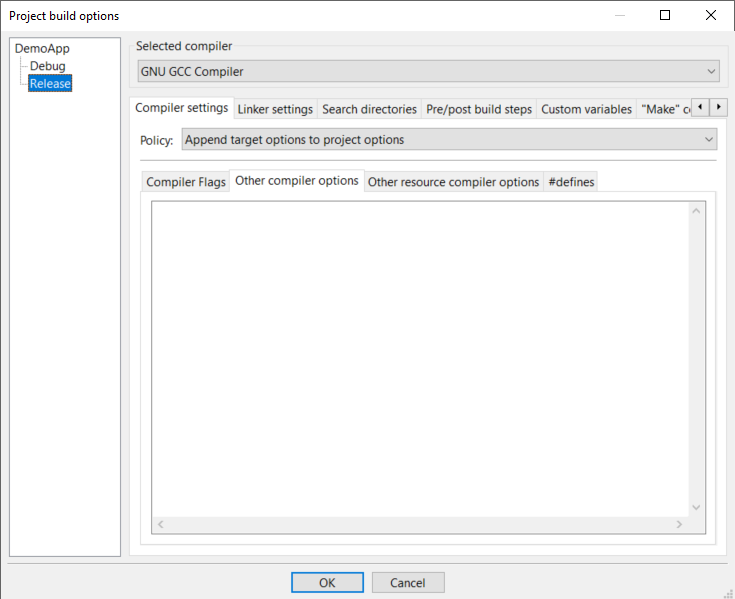 Project build options
DemoApp
Debug
Release
Selected compiler
GNU GCC Compiler
Compiler settings Linker settings Search directories Pre/post build steps Custom variables "Make" c
Policy: Append target options to project options
Compiler Flags Other compiler options Other resource compiler options #defines
OK Cancel